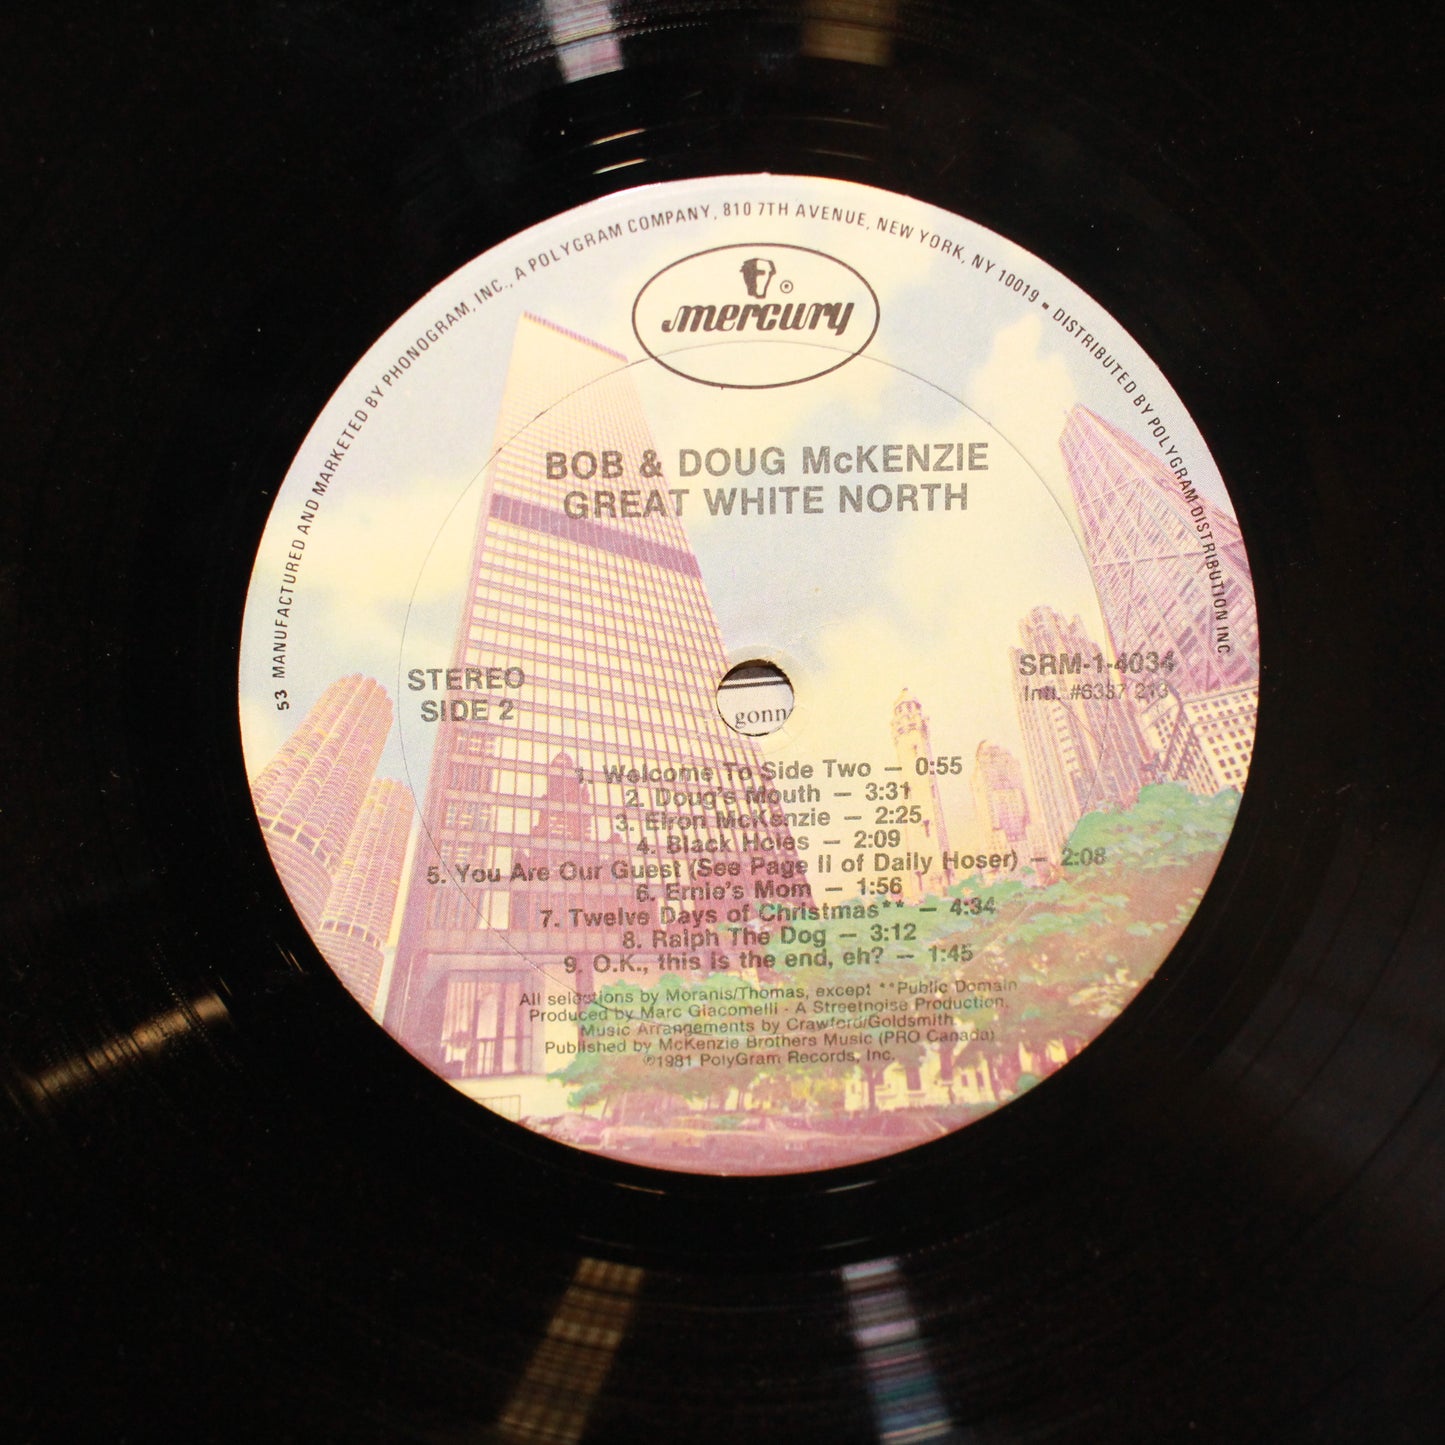 53 MANUFACTURED AND MARKETED BY PHONOGRAM, INC., A POLYGRAM COMPANY, 810 7TH AVENUE, NEW YORK, NY 10019 ▪ DISTRIBUTED BY POLYGRAM DISTRIBUTION INC
®
mercury
BOB & DOUG McKENZIE
GREAT WHITE NORTH
STEREO
SIDE 2
SRM-1-4034
Intl. #6337
gonn
1. Welcome To Side Two — 0:55
2. Doug's Mouth — 3:31
3. Elron McKenzie — 2:25
4. Black Holes — 2:09
5. You Are Our Guest (See Page II of Daily Hoser) — 2:08
6. Ernie's Mom — 1:56
7. Twelve Days of Christmas** — 4:34
8. Ralph The Dog — 3:12
9. O.K., this is the end, eh? — 1:45
All selections by Moranis/Thomas, except **Public Domain
Produced by Marc Giacomelli - A Streetnoise Production.
Music Arrangements by Crawford/Goldsmith
Published by McKenzie Brothers Music (PRO Canada)
℗1981 PolyGram Records, Inc.